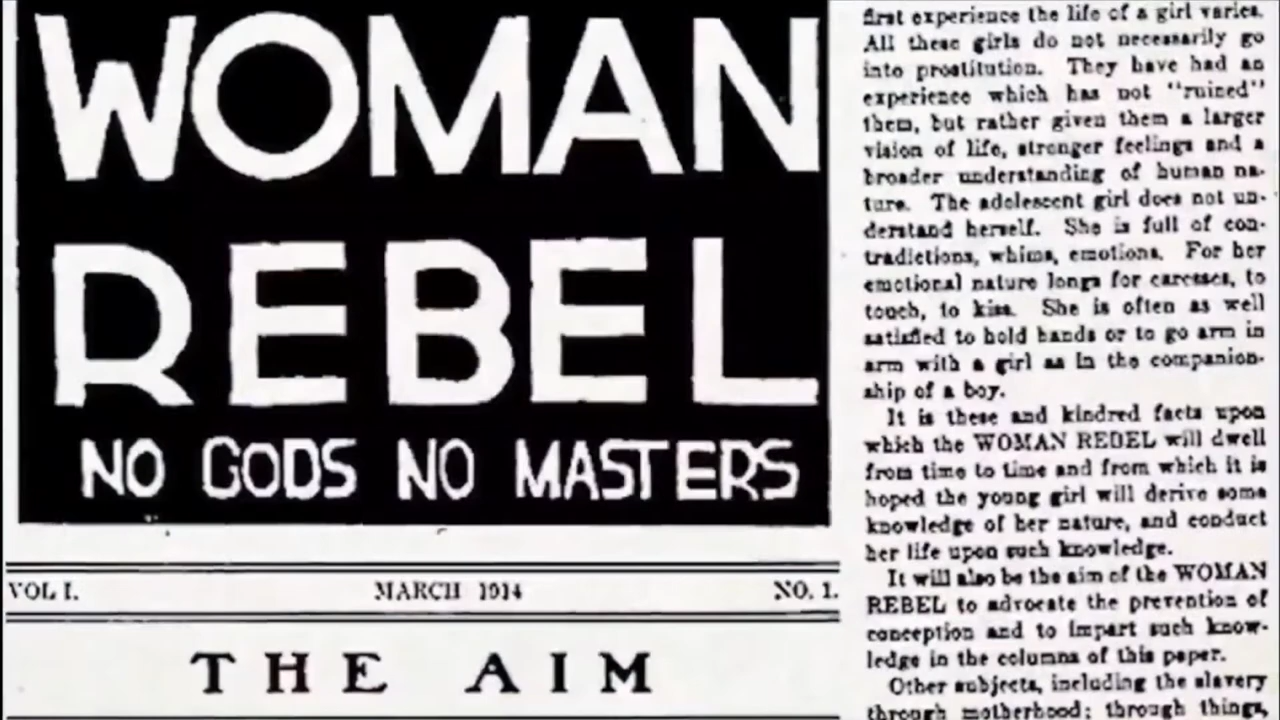 WOMAN
REBEL
NO GODS NO MASTERS
VOL I.
MARCH 1914
NO. 1.
THE AIM
first experience the life of a girl varies.
All these girls do not necessarily go
into prostitution. They have had an
experience which has not "ruined"
them, but rather given them a larger
vision of life, stronger feelings and a
broader understanding of human na-
ture. The adolescent girl does not un-
derstand herself. She is full of con-
tradictions, whims, emotions. For her
emotional nature longs for caresses, to
touch, to kiss. She is often as well
satisfied to hold hands or to go arm in
arm with a girl as in the companion-
ship of a boy.
It is these and kindred facts upon
which the WOMAN REBEL will dwell
from time to time and from which it is
hoped the young girl will derive some
knowledge of her nature, and conduct
her life upon such knowledge.
It will also be the aim of the WOMAN
REBEL to advocate the prevention of
conception and to impart such know-
ledge in the columns of this paper.
Other subjects, including the slavery
through motherhood; through things,